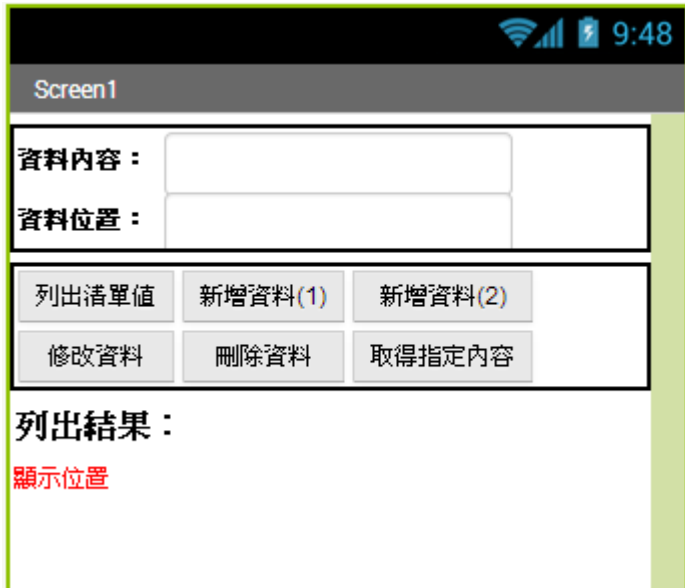 9:48
Screen1
資料內容：
資料位置：
列出清單值 新增資料(1) 新增資料(2)
修改資料 刪除資料 取得指定內容
列出結果：
顯示位置